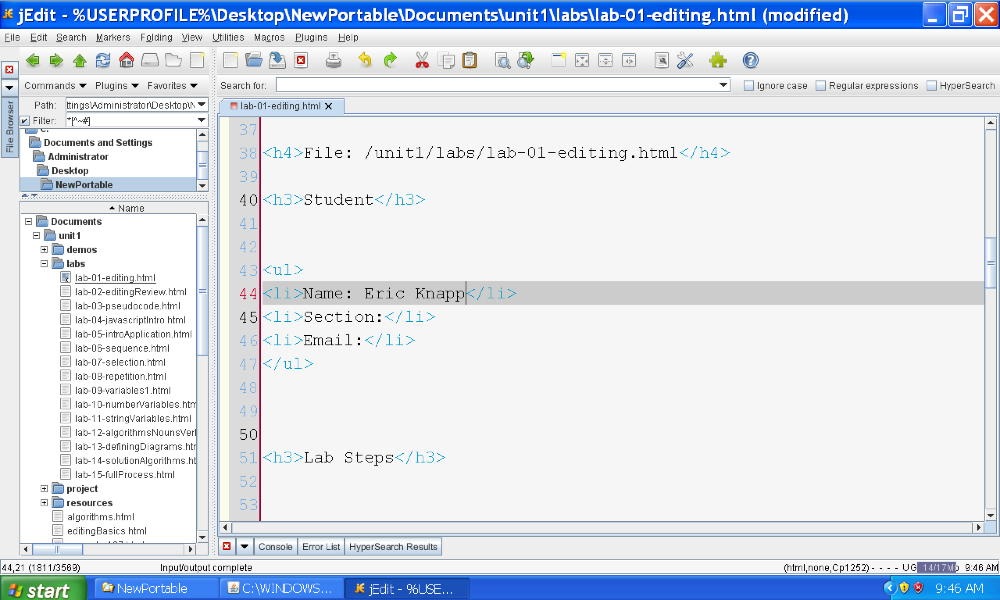 jEdit - %USERPROFILE%\Desktop\NewPortable\Documents\unit1\labs\lab-01-editing.html (modified)
File Edit Search Markers Folding View Utilities Macros Plugins Help
Commands Plugins Favorites
Search for: Ignore case Regular expressions HyperSearch
File Browser
Path: ttings\Administrator\Desktop\N
Filter: *[^~#]
C:
Documents and Settings
Administrator
Desktop
NewPortable
Name
Documents
unit1
demos
labs
lab-01-editing.html
lab-02-editingReview.html
lab-03-pseudocode.html
lab-04-javascriptIntro.html
lab-05-introApplication.html
lab-06-sequence.html
lab-07-selection.html
lab-08-repetition.html
lab-09-variables1.html
lab-10-numberVariables.htm
lab-11-stringVariables.html
lab-12-algorithmsNounsVerl
lab-13-definingDiagrams.htr
lab-14-solutionAlgorithms.ht
lab-15-fullProcess.html
project
resources
algorithms.html
editingBasics.html
lab-01-editing.html
37
38 <h4>File: /unit1/labs/lab-01-editing.html</h4>
39
40 <h3>Student</h3>
41
42
43 <ul>
44 <li>Name: Eric Knapp</li>
45 <li>Section:</li>
46 <li>Email:</li>
47 </ul>
48
49
50
51 <h3>Lab Steps</h3>
52
53
Console Error List HyperSearch Results
44,21 (1811/3569) Input/output complete (html,none,Cp1252) - - - - UG 14/17M 9:46 AM
start NewPortable C:\WINDOWS... jEdit - %USE... 9:46 AM